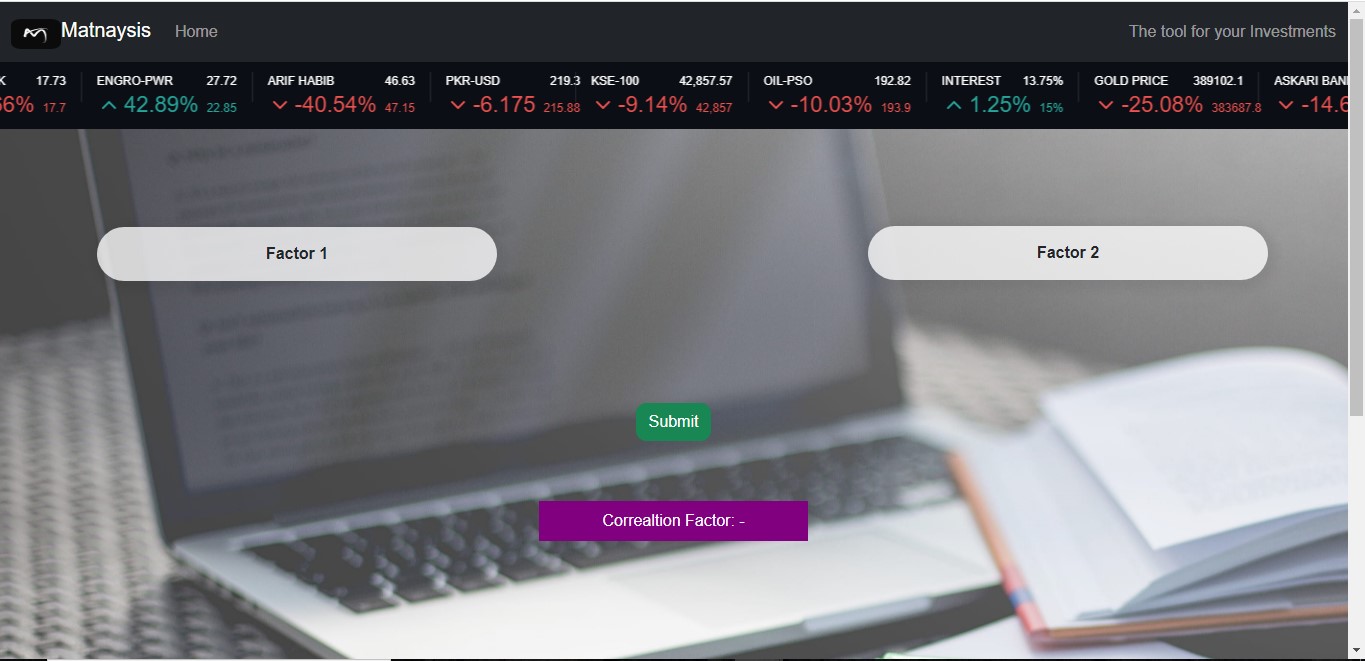 Matnaysis Home The tool for your Investments
K 17.73 ENGRO-PWR 27.72 ARIF HABIB 46.63 PKR-USD 219.3 KSE-100 42,857.57 OIL-PSO 192.82 INTEREST 13.75% GOLD PRICE 389102.1 ASKARI BAN
66% 17.7 42.89% 22.85 -40.54% 47.15 -6.175 215.88 -9.14% 42,857 -10.03% 193.9 1.25% 15% -25.08% 383687.8 -14.6
Factor 1 Factor 2
Submit
Correaltion Factor: -